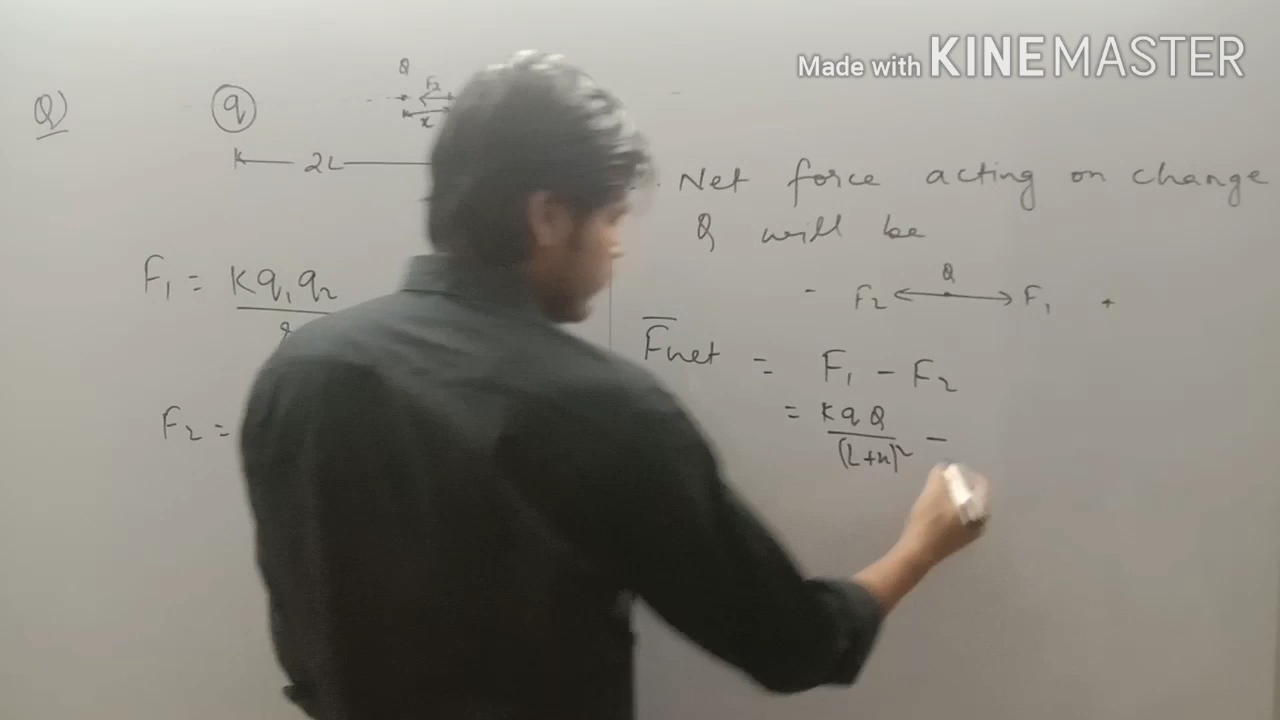 Made with KINEMASTER
Q)
q
Q
F₂
x
2L
Net force acting on change
Q will be
- F₂ Q F₁ +
F₁ = Kq₁q₂
F̅net = F₁ - F₂
= KqQ / (L+x)² -
F₂ =